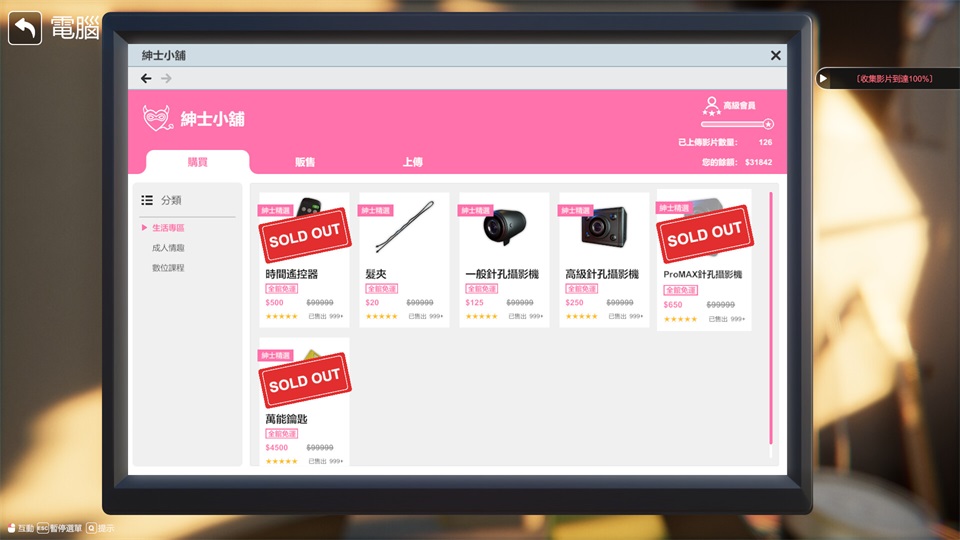 電腦
紳士小舖
[收集影片到達100%]
紳士小舖
高級會員
已上傳影片數量： 126
您的餘額： $31842
購買 販售 上傳
分類
生活專區
成人情趣
數位課程
紳士精選
SOLD OUT
時間遙控器
全館免運
$500 $99999
★★★★★ 已售出 999+
紳士精選
髮夾
全館免運
$20 $99999
★★★★★ 已售出 999+
紳士精選
一般針孔攝影機
全館免運
$125 $99999
★★★★★ 已售出 999+
紳士精選
高級針孔攝影機
全館免運
$250 $99999
★★★★★ 已售出 999+
紳士精選
SOLD OUT
ProMAX針孔攝影機
全館免運
$650 $99999
★★★★★ 已售出 999+
紳士精選
SOLD OUT
萬能鑰匙
全館免運
$4500 $99999
★★★★★ 已售出 999+
互動 ESC 暫停選單 Q 提示